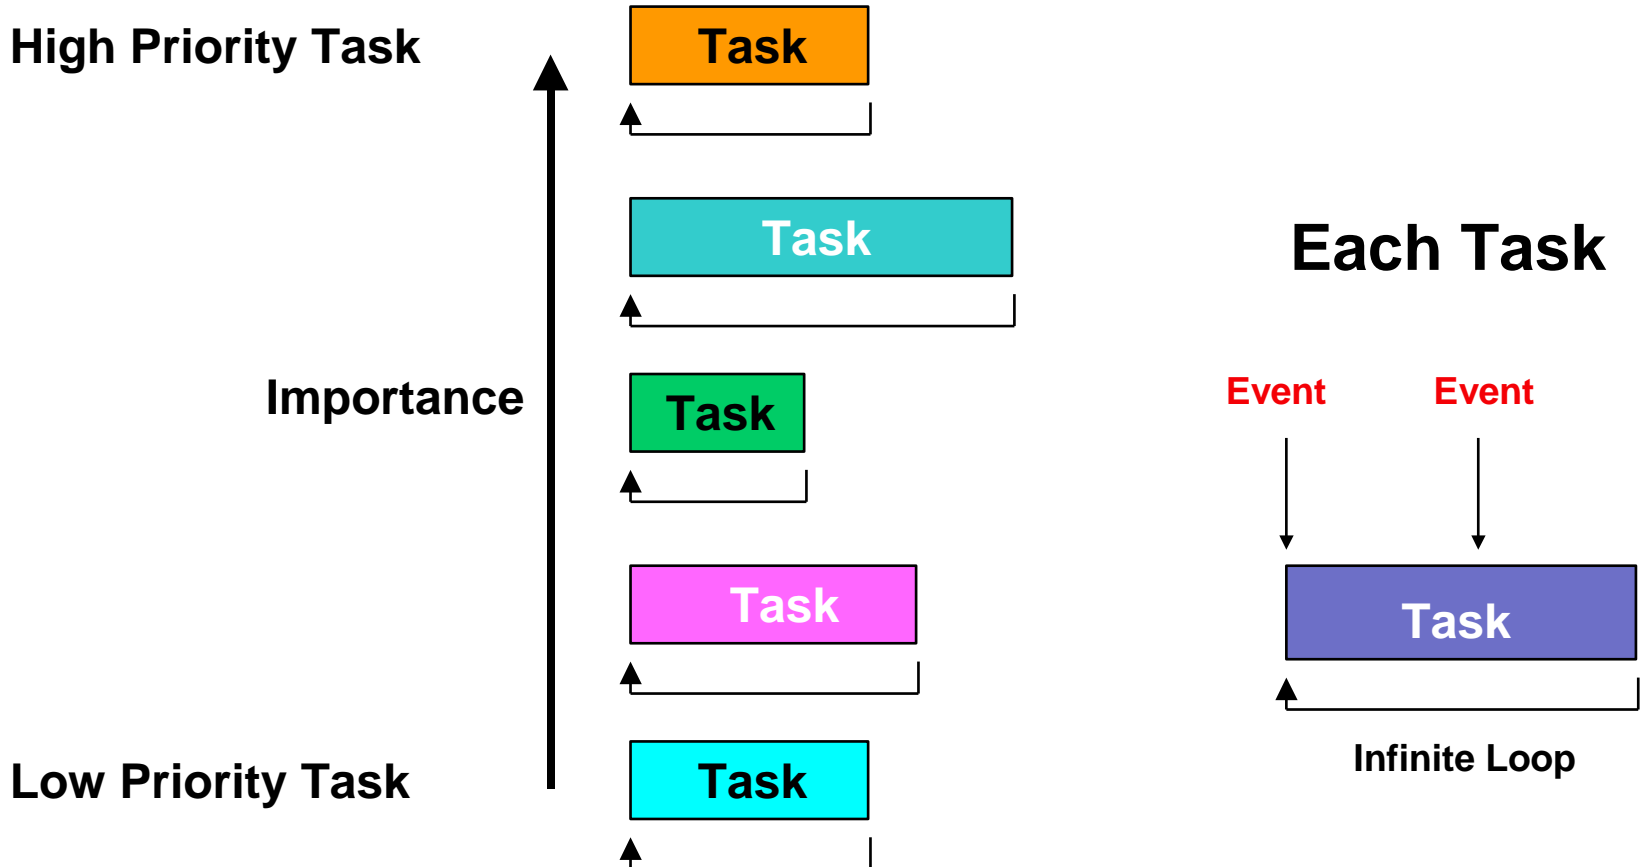 High Priority Task
Task
Task
Each Task
Importance
Task
Event
Event
Task
Task
Infinite Loop
Low Priority Task
Task